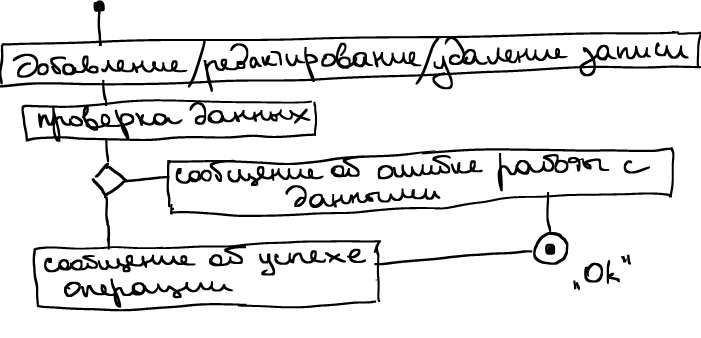 добавление/редактирование/удаление записи
проверка данных
сообщение об ошибке работы с
данными
сообщение об успехе
операции
„Ok"